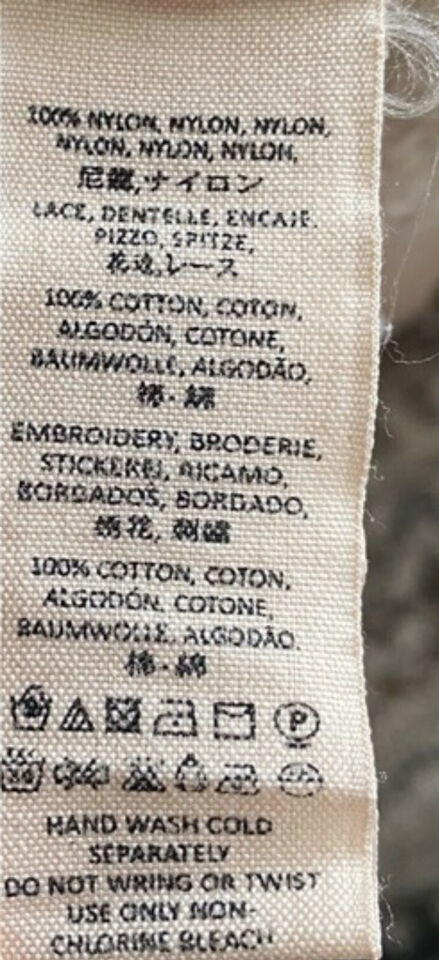 100% NYLON, NYLON, NYLON,
NYLON, NYLON, NYLON,
尼龍,ナイロン
LACE, DENTELLE, ENCAJE,
PIZZO, SPITZE,
花边,レース
100% COTTON, COTON,
ALGODÓN, COTONE,
BAUMWOLLE, ALGODÃO,
棉·綿
EMBROIDERY, BRODERIE,
STICKEREI, RICAMO,
BORDADOS, BORDADO,
绣花, 刺繍
100% COTTON, COTON,
ALGODÓN, COTONE,
BAUMWOLLE, ALGODÃO,
棉·綿
P
HAND WASH COLD
SEPARATELY
DO NOT WRING OR TWIST
USE ONLY NON-
CHLORINE BLEACH